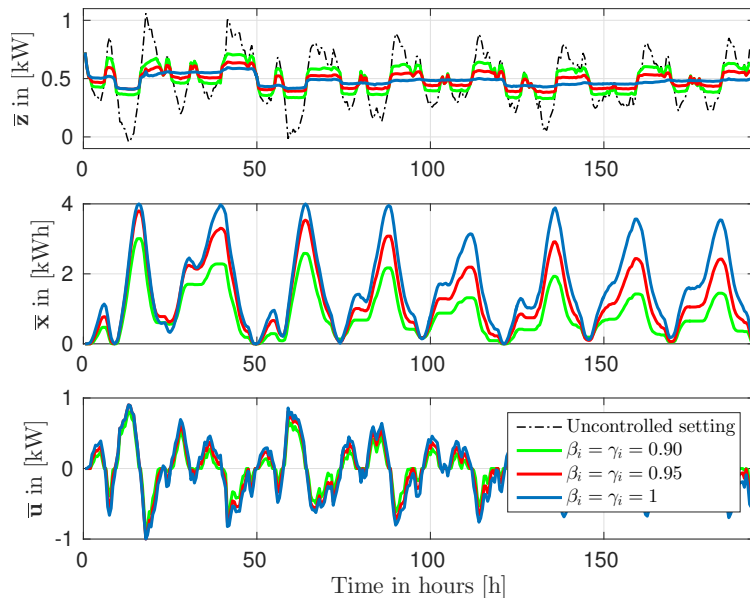 1
0.5
0
z̅ in [kW]
0 50 100 150
4
2
0
x̅ in [kWh]
0 50 100 150
1
0
-1
u̅ in [kW]
0 50 100 150
Time in hours [h]
Uncontrolled setting
βᵢ = γᵢ = 0.90
βᵢ = γᵢ = 0.95
βᵢ = γᵢ = 1